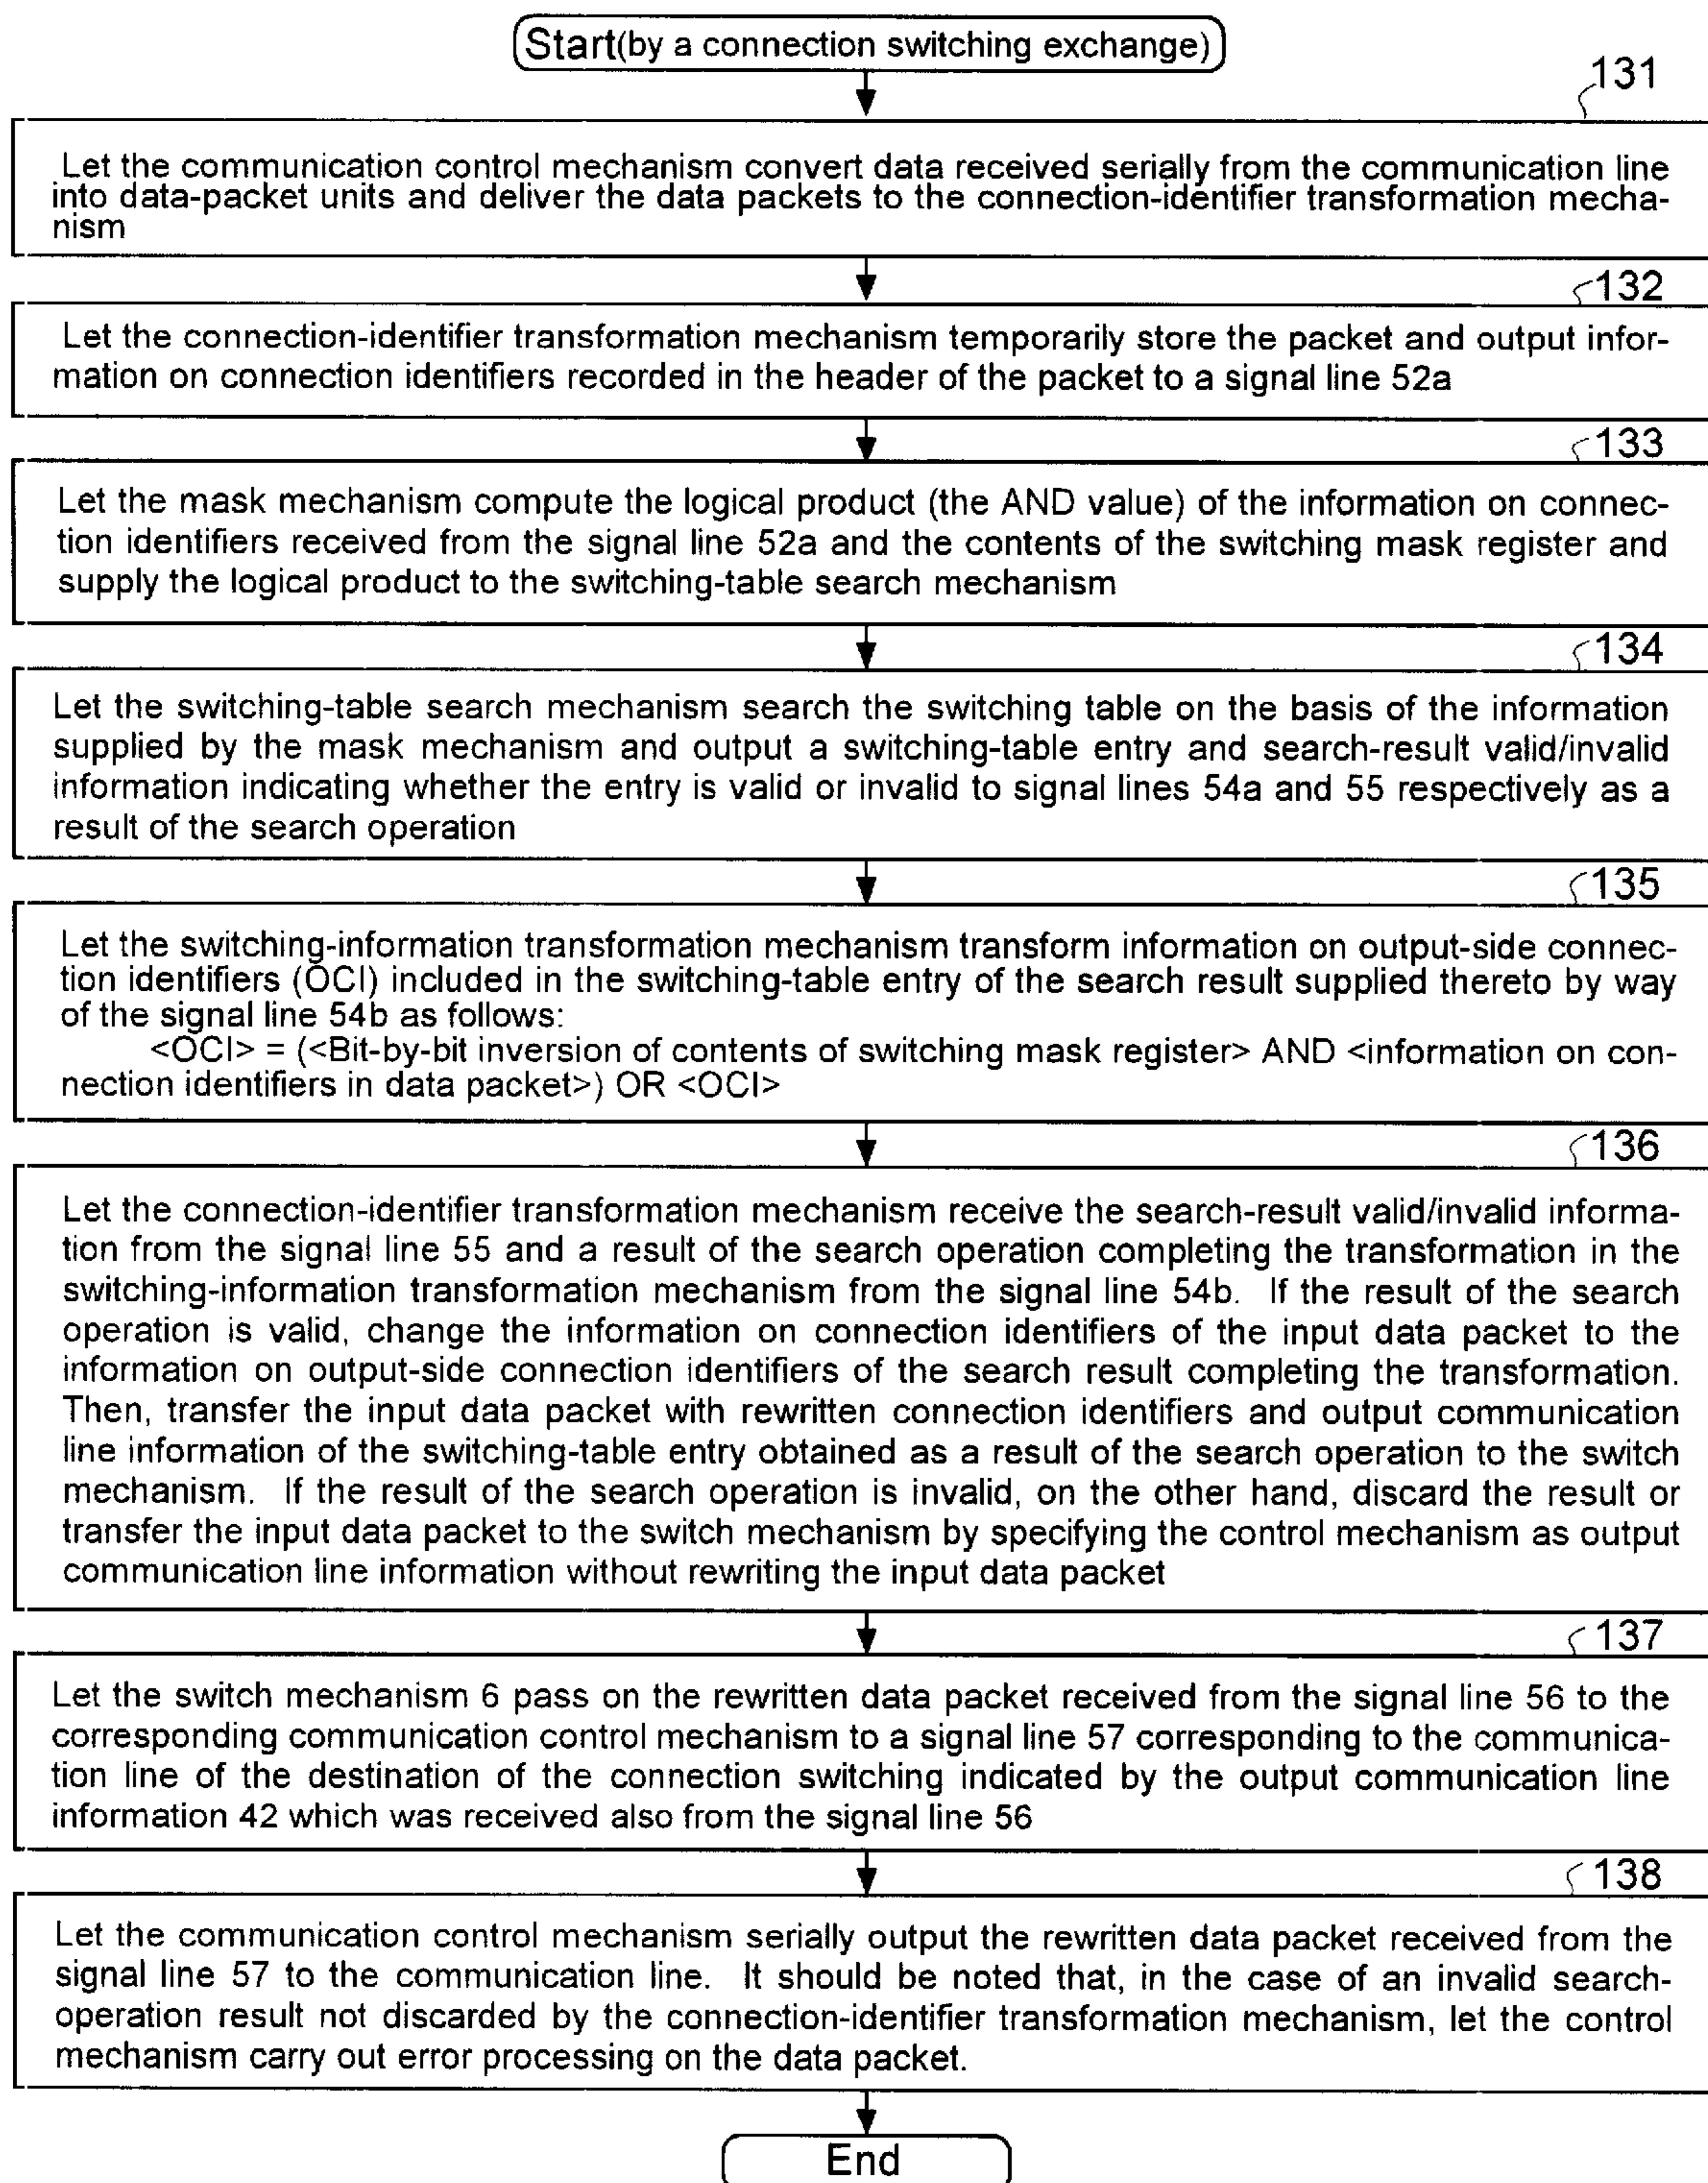 Start(by a connection switching exchange)
131
Let the communication control mechanism convert data received serially from the communication line
into data-packet units and deliver the data packets to the connection-identifier transformation mecha-
nism
132
Let the connection-identifier transformation mechanism temporarily store the packet and output infor-
mation on connection identifiers recorded in the header of the packet to a signal line 52a
133
Let the mask mechanism compute the logical product (the AND value) of the information on connec-
tion identifiers received from the signal line 52a and the contents of the switching mask register and
supply the logical product to the switching-table search mechanism
134
Let the switching-table search mechanism search the switching table on the basis of the information
supplied by the mask mechanism and output a switching-table entry and search-result valid/invalid
information indicating whether the entry is valid or invalid to signal lines 54a and 55 respectively as a
result of the search operation
135
Let the switching-information transformation mechanism transform information on output-side connec-
tion identifiers (OCI) included in the switching-table entry of the search result supplied thereto by way
of the signal line 54b as follows:
<OCI> = (<Bit-by-bit inversion of contents of switching mask register> AND <information on con-
nection identifiers in data packet>) OR <OCI>
136
Let the connection-identifier transformation mechanism receive the search-result valid/invalid informa-
tion from the signal line 55 and a result of the search operation completing the transformation in the
switching-information transformation mechanism from the signal line 54b. If the result of the search
operation is valid, change the information on connection identifiers of the input data packet to the
information on output-side connection identifiers of the search result completing the transformation.
Then, transfer the input data packet with rewritten connection identifiers and output communication
line information of the switching-table entry obtained as a result of the search operation to the switch
mechanism. If the result of the search operation is invalid, on the other hand, discard the result or
transfer the input data packet to the switch mechanism by specifying the control mechanism as output
communication line information without rewriting the input data packet
137
Let the switch mechanism 6 pass on the rewritten data packet received from the signal line 56 to the
corresponding communication control mechanism to a signal line 57 corresponding to the communica-
tion line of the destination of the connection switching indicated by the output communication line
information 42 which was received also from the signal line 56
138
Let the communication control mechanism serially output the rewritten data packet received from the
signal line 57 to the communication line. It should be noted that, in the case of an invalid search-
operation result not discarded by the connection-identifier transformation mechanism, let the control
mechanism carry out error processing on the data packet.
End